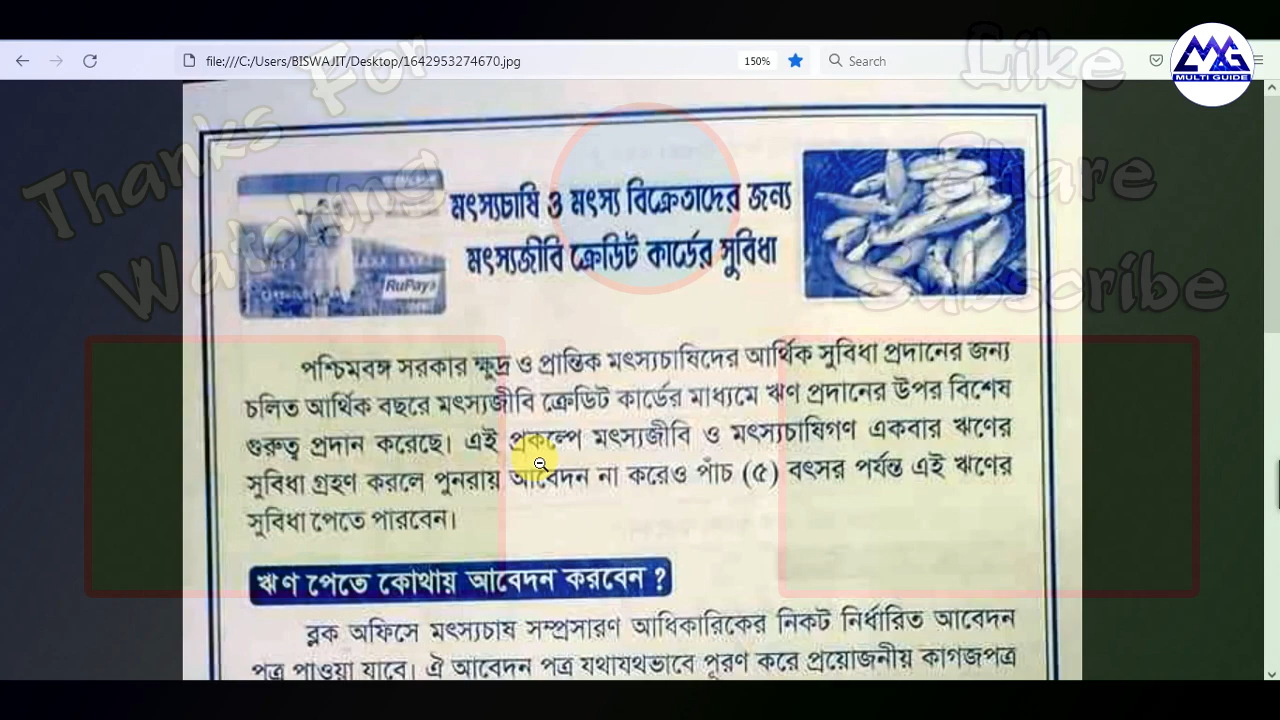 Thanks For
Watching
Like
Share
Subscribe
file:///C:/Users/BISWAJIT/Desktop/1642953274670.jpg
150%
Search
MULTI GUIDE
মৎস্যচাষি ও মৎস্য বিক্রেতাদের জন্য
মৎস্যজীবি ক্রেডিট কার্ডের সুবিধা
RuPay
পশ্চিমবঙ্গ সরকার ক্ষুদ্র ও প্রান্তিক মৎস্যচাষিদের আর্থিক সুবিধা প্রদানের জন্য
চলিত আর্থিক বছরে মৎস্যজীবি ক্রেডিট কার্ডের মাধ্যমে ঋণ প্রদানের উপর বিশেষ
গুরুত্ব প্রদান করেছে। এই প্রকল্পে মৎস্যজীবি ও মৎস্যচাষিগণ একবার ঋণের
সুবিধা গ্রহণ করলে পুনরায় আবেদন না করেও পাঁচ (৫) বৎসর পর্যন্ত এই ঋণের
সুবিধা পেতে পারবেন।
ঋণ পেতে কোথায় আবেদন করবেন ?
ব্লক অফিসে মৎস্যচাষ সম্প্রসারণ আধিকারিকের নিকট নির্ধারিত আবেদন
পত্র পাওয়া যাবে। ঐ আবেদন পত্র যথাযথভাবে পূরণ করে প্রয়োজনীয় কাগজপত্র